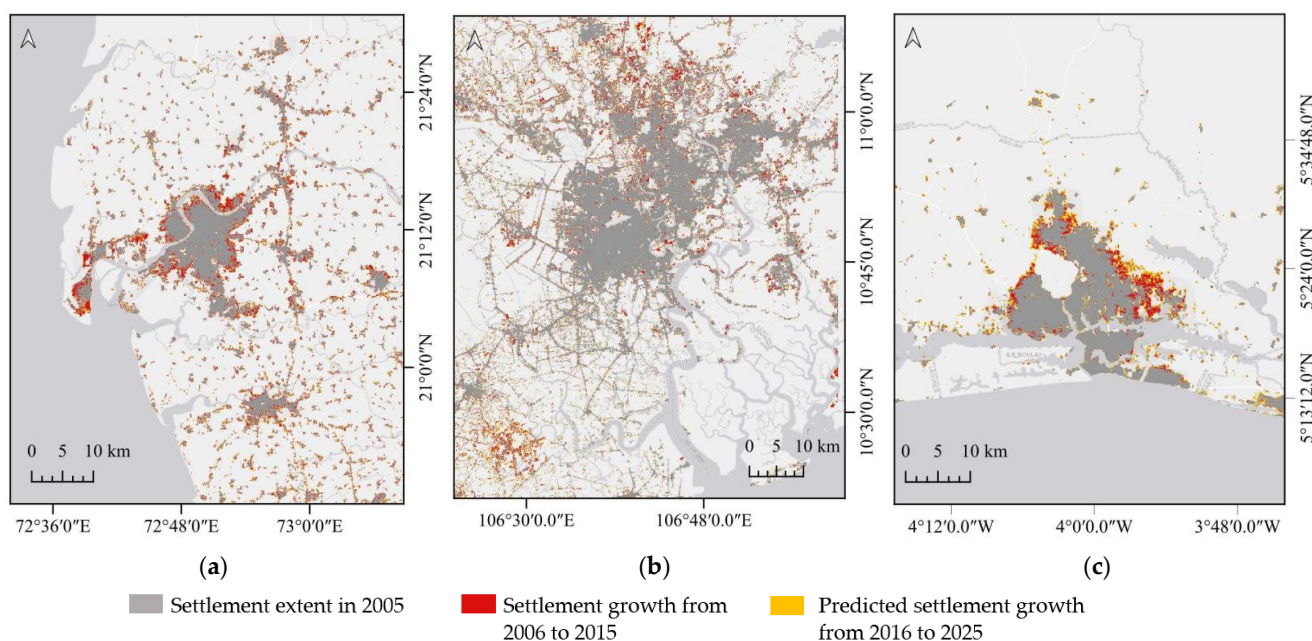 21°24′0″N
21°12′0″N
21°0′0″N
0 5 10 km
72°36′0″E 72°48′0″E 73°0′0″E
(a)
11°0′0.0″N
10°45′0.0″N
10°30′0.0″N
0 5 10 km
106°30′0.0″E 106°48′0.0″E
(b)
5°34′48.0″N
5°24′0.0″N
5°13′12.0″N
ILE BOULAY
0 5 10 km
4°12′0.0″W 4°0′0.0″W 3°48′0.0″W
(c)
Settlement extent in 2005
Settlement growth from
2006 to 2015
Predicted settlement growth
from 2016 to 2025